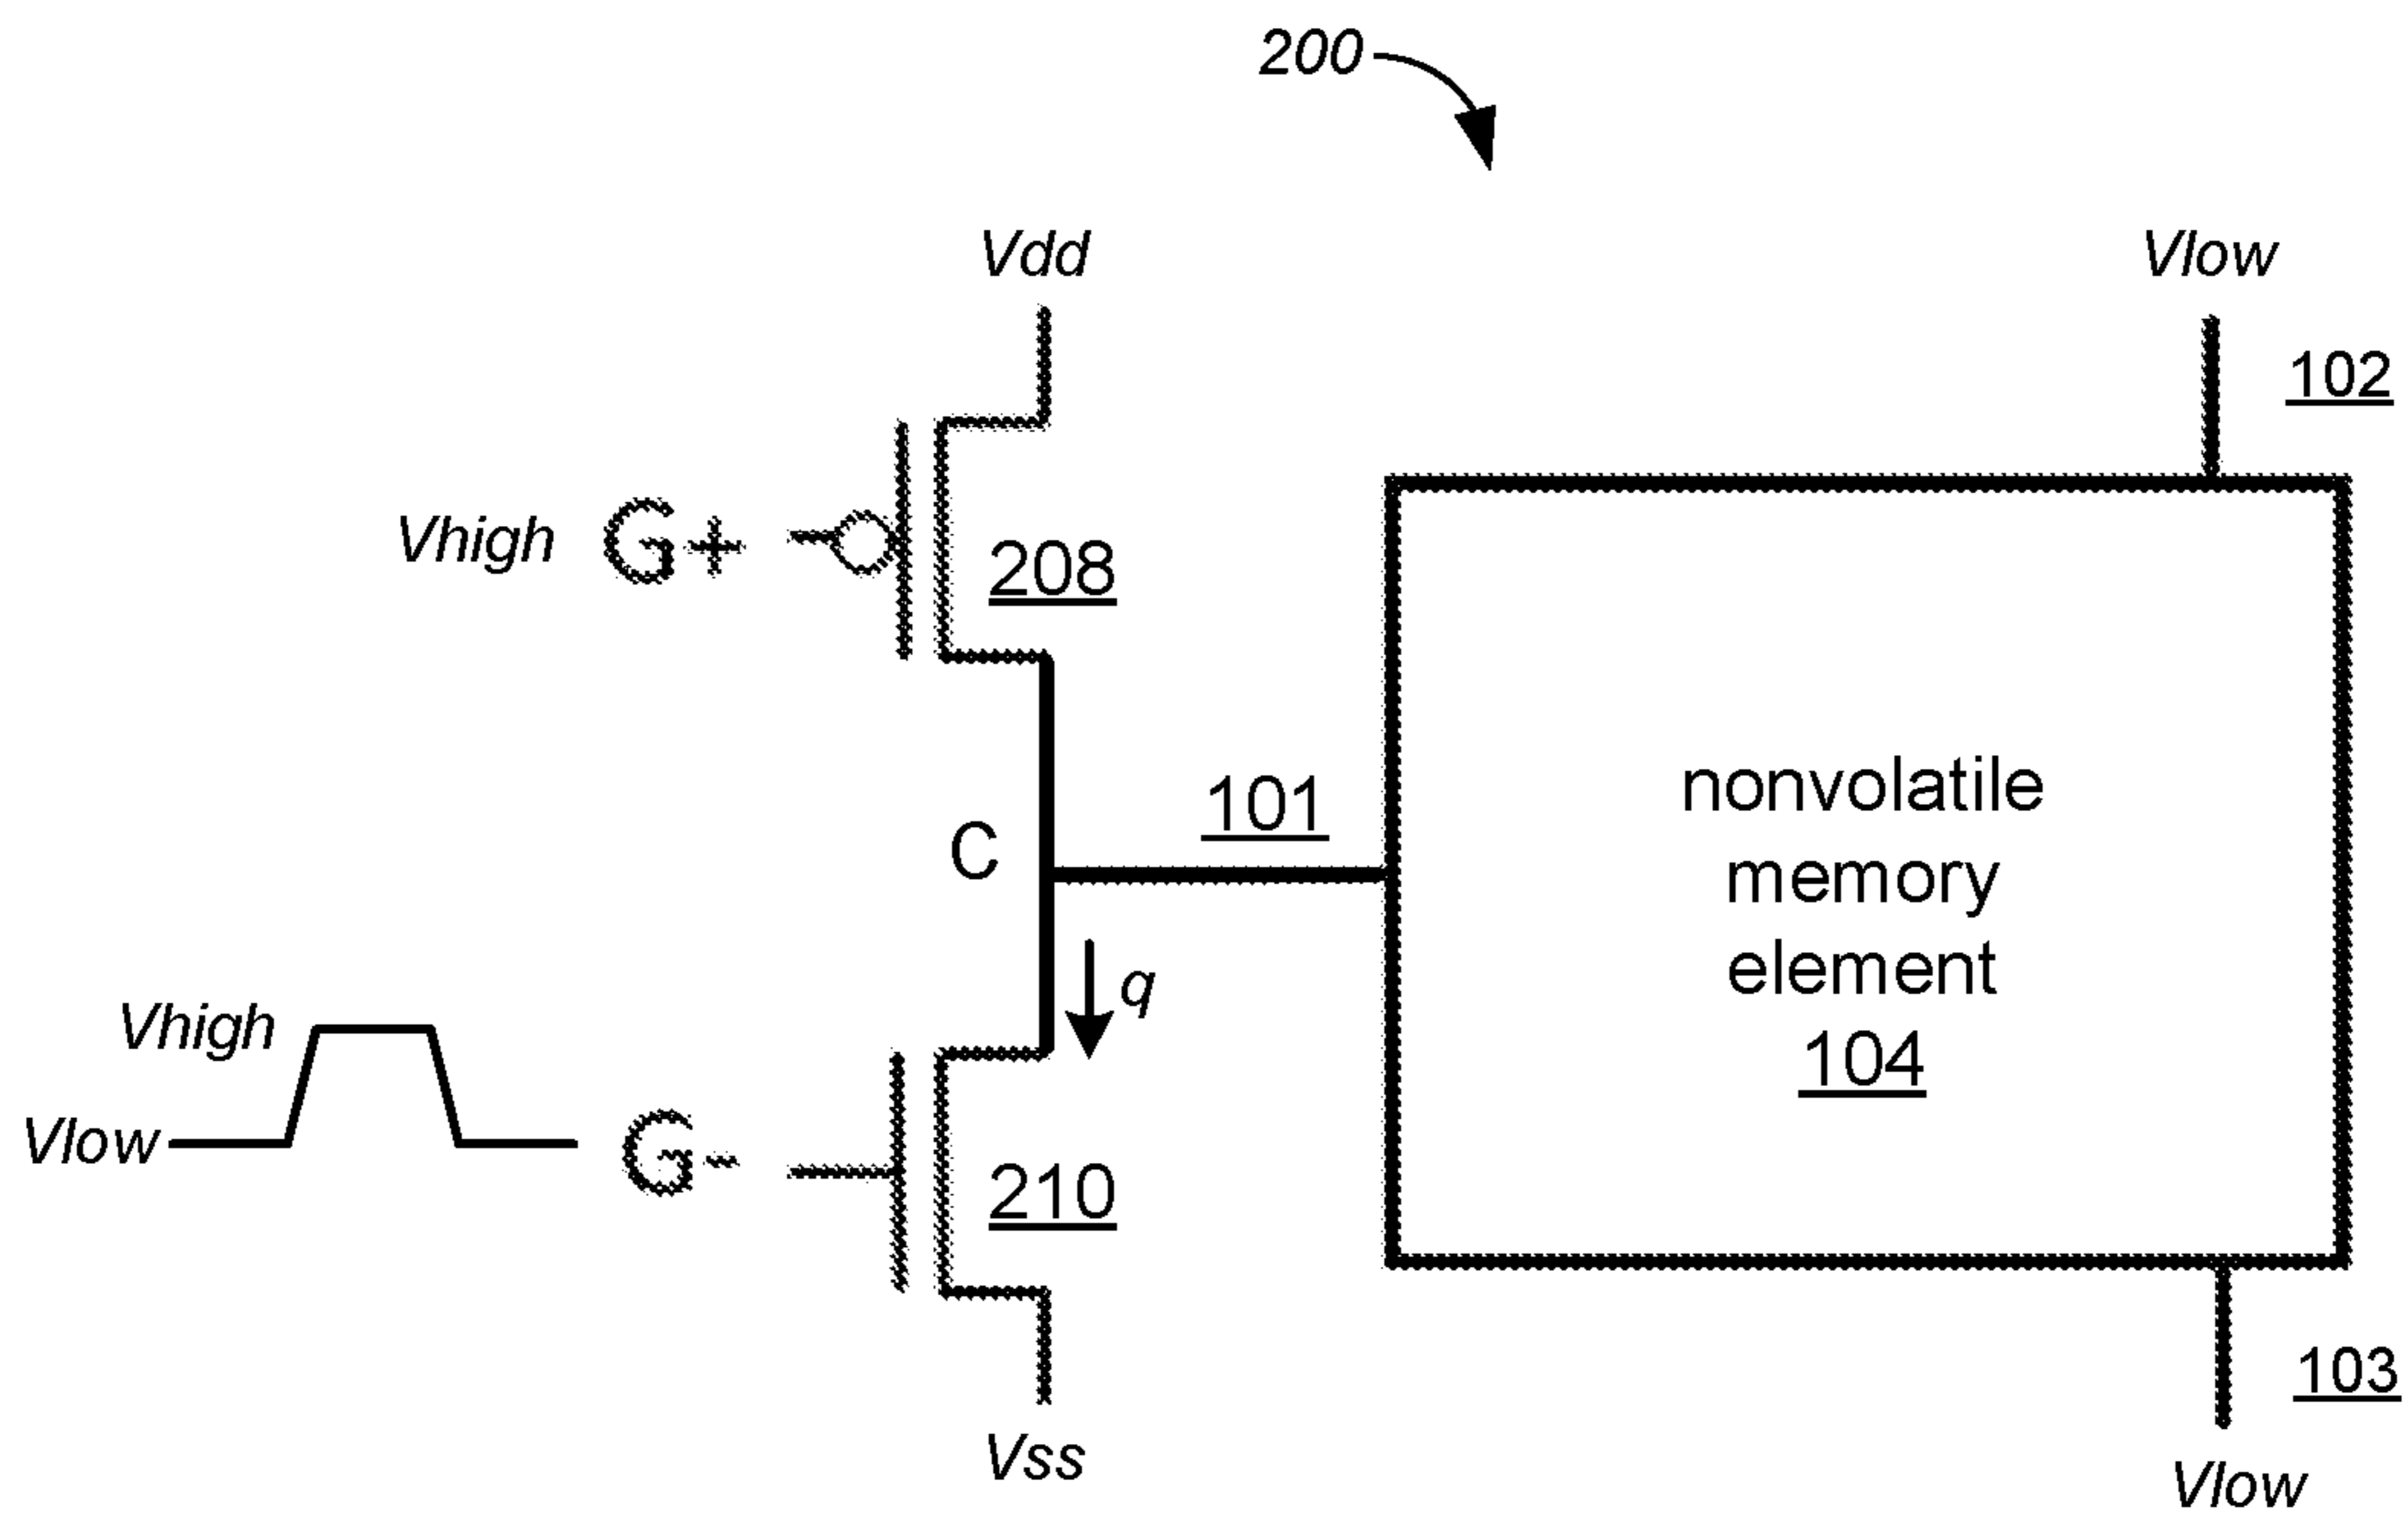 200
Vdd
Vlow
102
Vhigh G+
208
101
C
nonvolatile
memory
element
104
q
Vhigh
Vlow
G-
210
103
Vss
Vlow